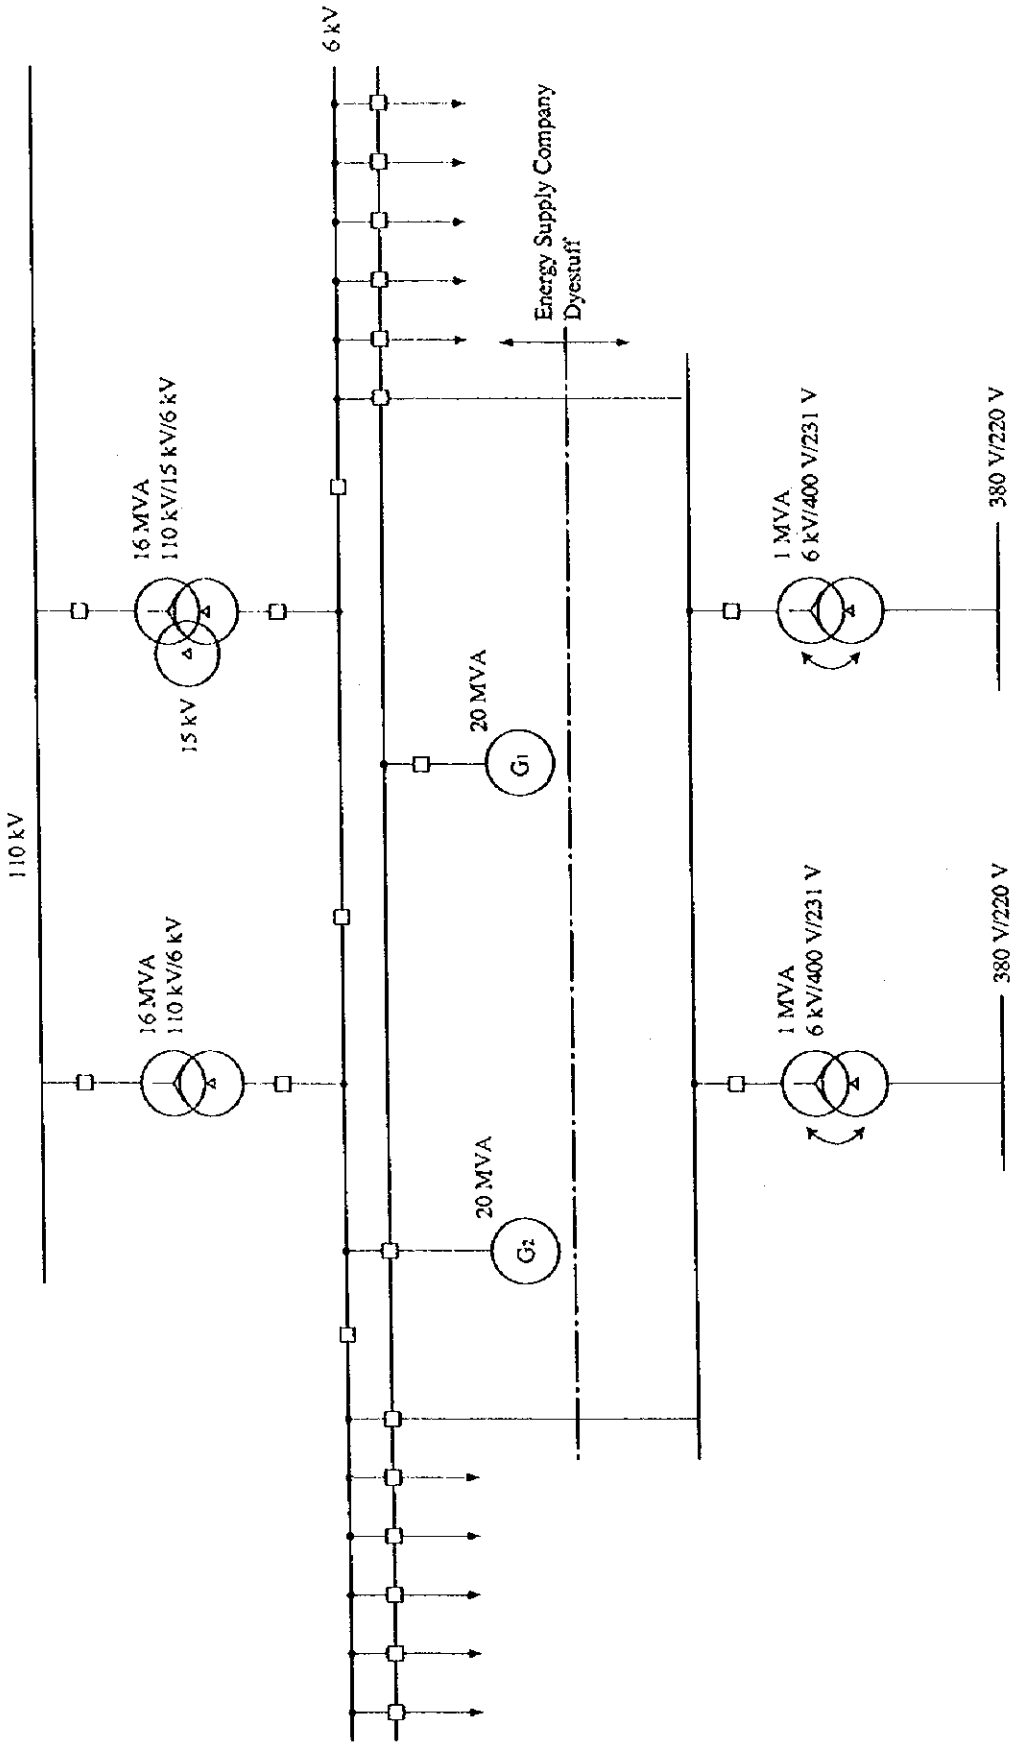 110 kV
16 MVA
110 kV/6 kV
16 MVA
110 kV/15 kV/6 kV
15 kV
6 kV
20 MVA
G2
20 MVA
G1
Energy Supply Company
Dyestuff
1 MVA
6 kV/400 V/231 V
380 V/220 V
1 MVA
6 kV/400 V/231 V
380 V/220 V